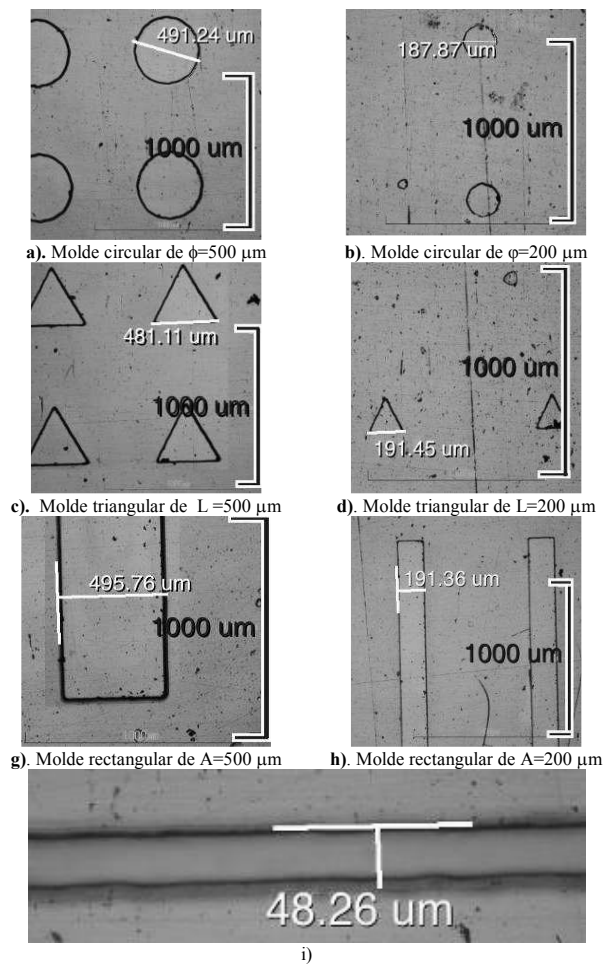 491.24 um
1000 um
187.87 um
1000 um
a). Molde circular de ϕ=500 µm
b). Molde circular de φ=200 µm
481.11 um
1000 um
1000 um
191.45 um
c). Molde triangular de L =500 µm
d). Molde triangular de L=200 µm
495.76 um
1000 um
191.36 um
1000 um
g). Molde rectangular de A=500 µm
h). Molde rectangular de A=200 µm
48.26 um
i)